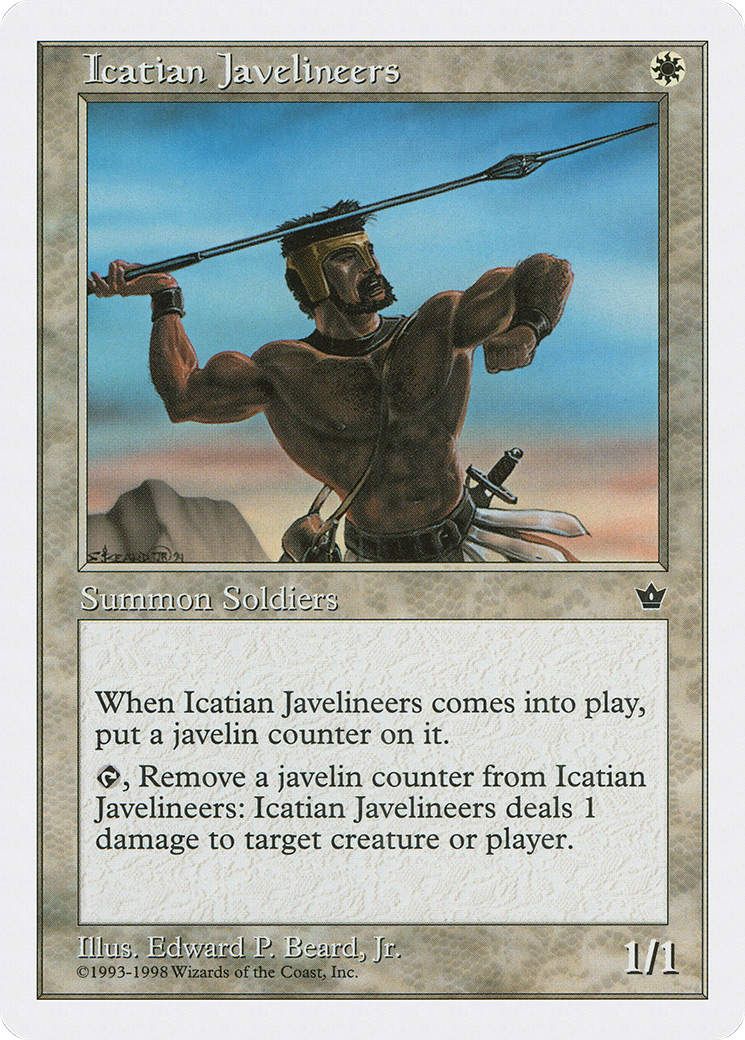 Icatian Javelineers
Summon Soldiers
When Icatian Javelineers comes into play,
put a javelin counter on it.
, Remove a javelin counter from Icatian
Javelineers: Icatian Javelineers deals 1
damage to target creature or player.
Illus. Edward P. Beard, Jr.
©1993-1998 Wizards of the Coast, Inc.
1/1